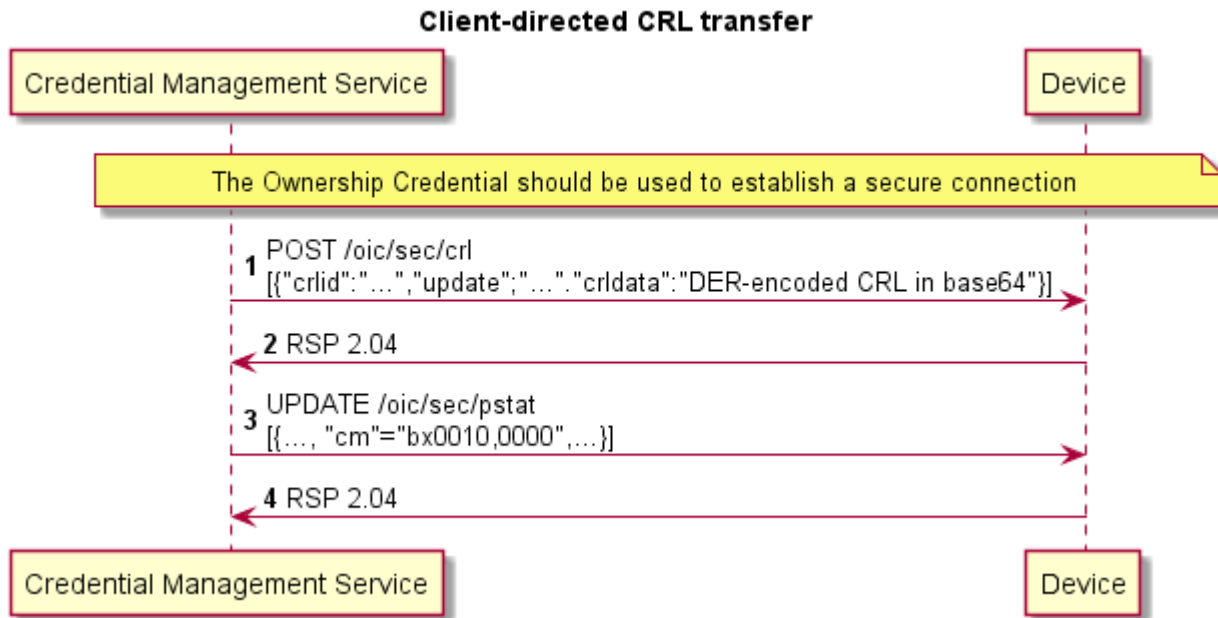 Client-directed CRL transfer
Credential Management Service
Device
The Ownership Credential should be used to establish a secure connection
1 POST /oic/sec/crl
[{"crlid":"...","update";"..."."crldata":"DER-encoded CRL in base64"}]
2 RSP 2.04
3 UPDATE /oic/sec/pstat
[{..., "cm"="bx0010,0000",...}]
4 RSP 2.04
Credential Management Service
Device